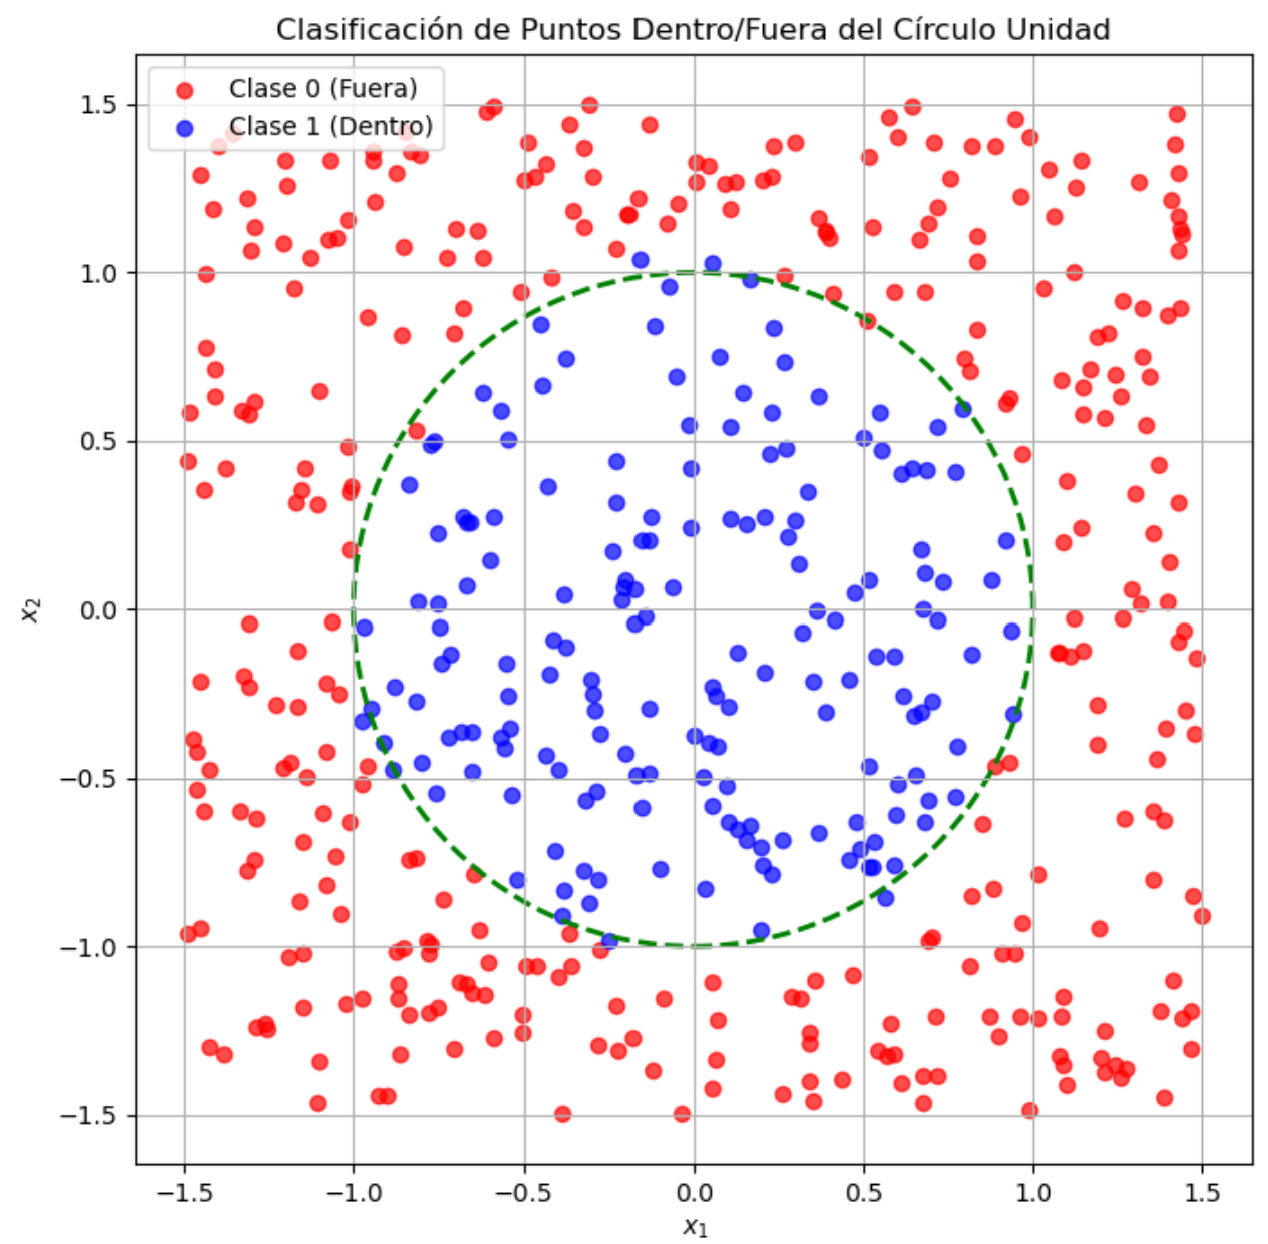 Clasificación de Puntos Dentro/Fuera del Círculo Unidad
Clase 0 (Fuera)
Clase 1 (Dentro)
1.5
1.0
0.5
0.0
−0.5
−1.0
−1.5
x₂
−1.5
−1.0
−0.5
0.0
0.5
1.0
1.5
x₁